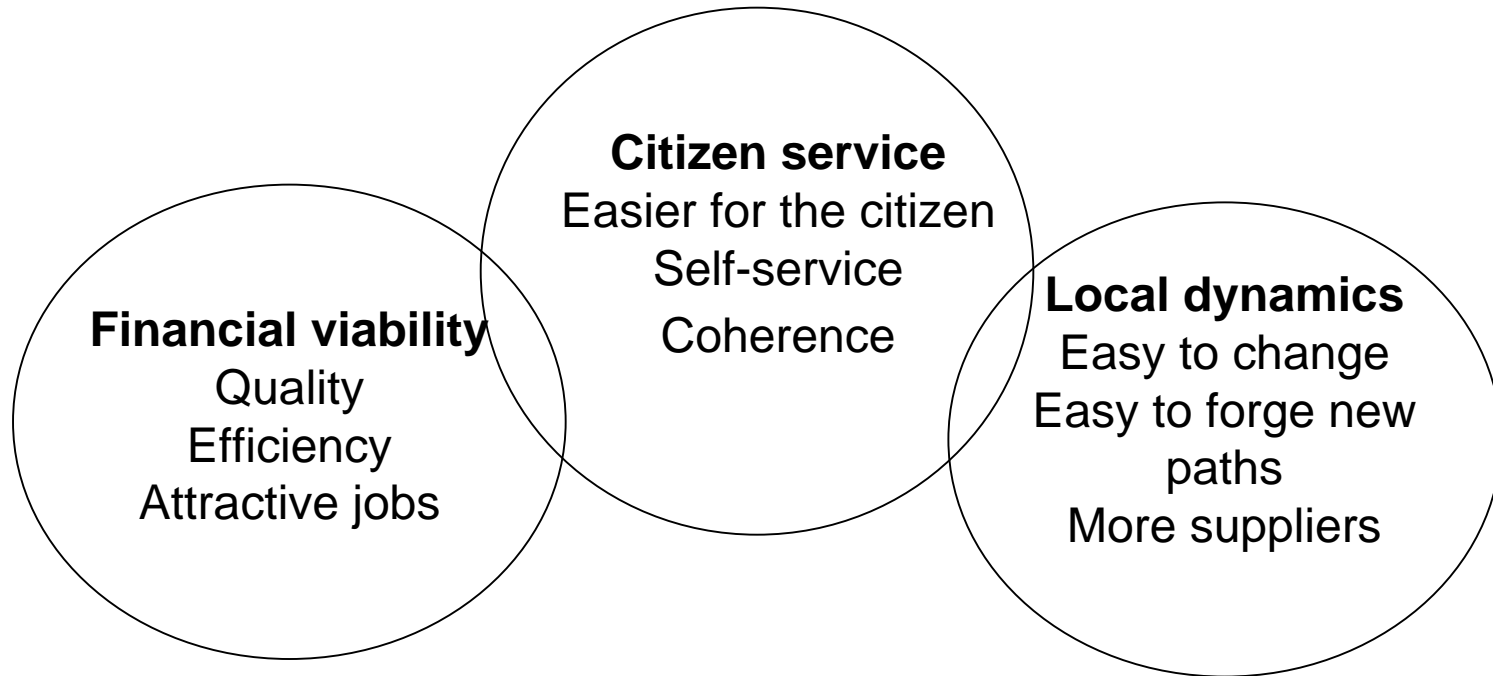 Citizen service
Easier for the citizen
Self-service
Coherence
Financial viability
Quality
Efficiency
Attractive jobs
Local dynamics
Easy to change
Easy to forge new
paths
More suppliers